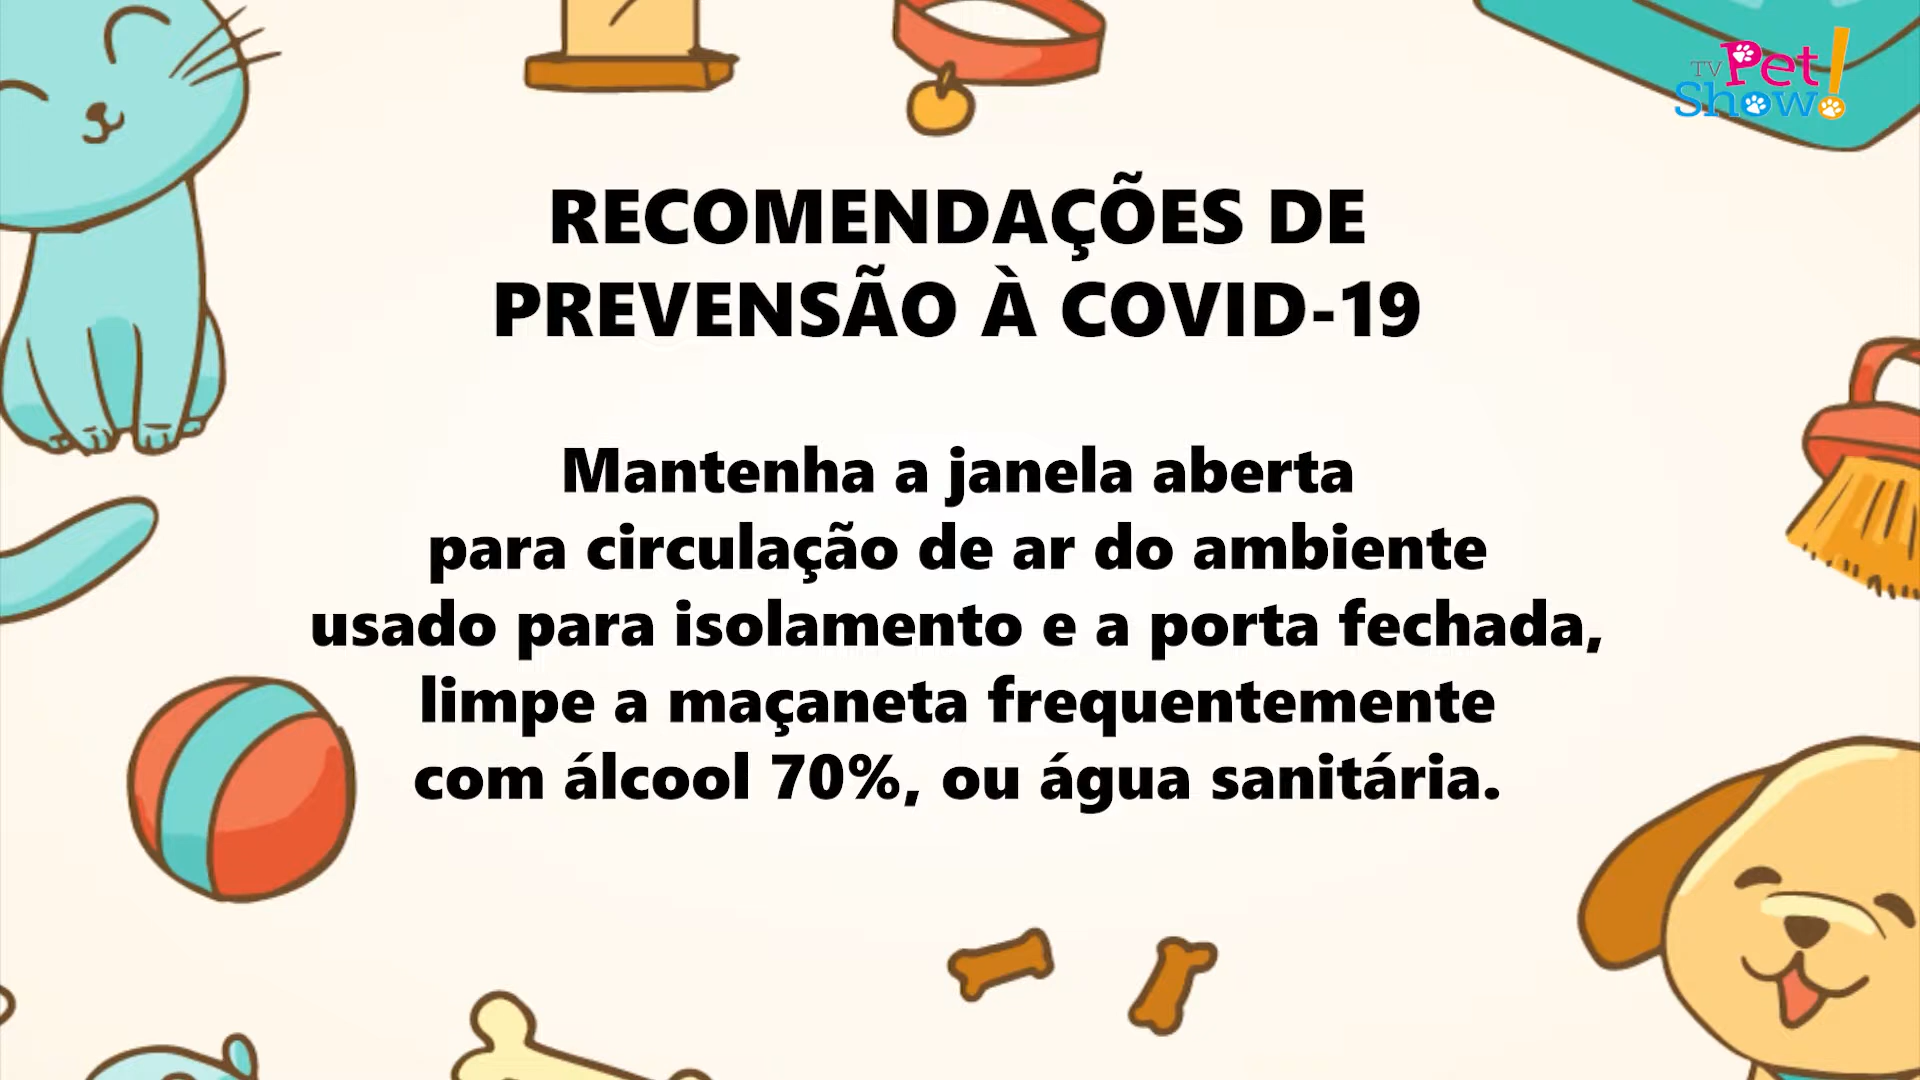 TV Pet
Show!
RECOMENDAÇÕES DE
PREVENSÃO À COVID-19
Mantenha a janela aberta
para circulação de ar do ambiente
usado para isolamento e a porta fechada,
limpe a maçaneta frequentemente
com álcool 70%, ou água sanitária.